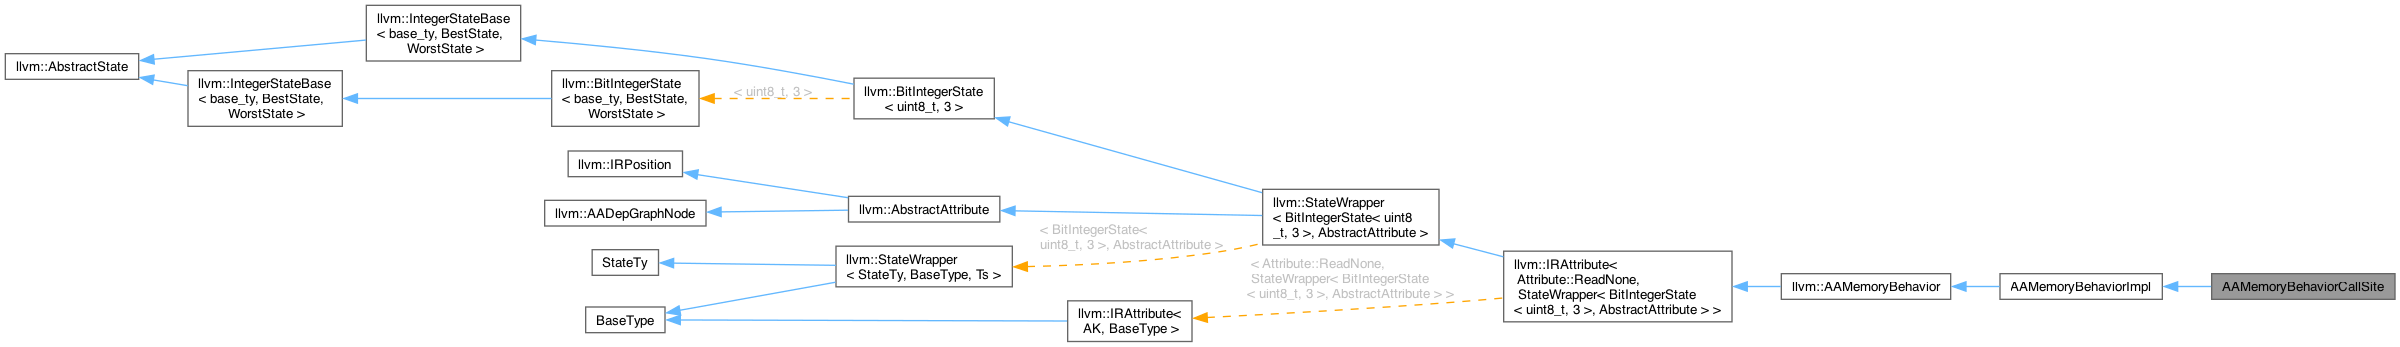 llvm::IntegerStateBase
< base_ty, BestState,
WorstState >
llvm::AbstractState
llvm::IntegerStateBase
< base_ty, BestState,
WorstState >
llvm::BitIntegerState
< base_ty, BestState,
WorstState >
< uint8_t, 3 >
llvm::BitIntegerState
< uint8_t, 3 >
llvm::IRPosition
llvm::AADepGraphNode
llvm::AbstractAttribute
llvm::StateWrapper
< BitIntegerState< uint8
_t, 3 >, AbstractAttribute >
< BitIntegerState<
uint8_t, 3 >, AbstractAttribute >
StateTy
llvm::StateWrapper
< StateTy, BaseType, Ts >
< Attribute::ReadNone,
StateWrapper< BitIntegerState
< uint8_t, 3 >, AbstractAttribute > >
BaseType
llvm::IRAttribute<
AK, BaseType >
llvm::IRAttribute<
Attribute::ReadNone,
StateWrapper< BitIntegerState
< uint8_t, 3 >, AbstractAttribute > >
llvm::AAMemoryBehavior
AAMemoryBehaviorImpl
AAMemoryBehaviorCallSite